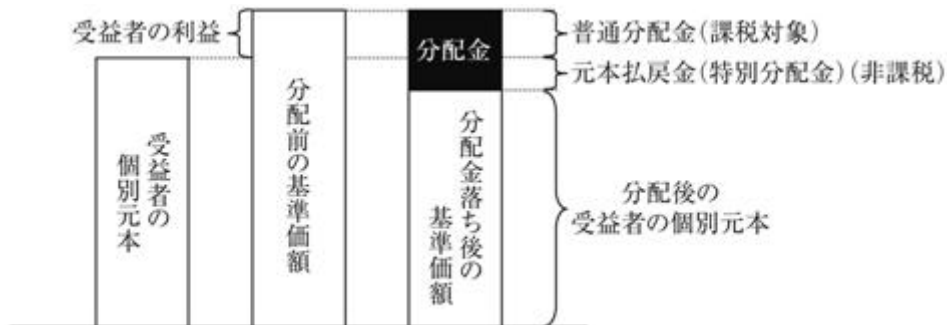 受益者の利益
分配金
普通分配金(課税対象)
元本払戻金(特別分配金)(非課税)
受益者の
個別元本
分配前の基準価額
分配金落ち後の
基準価額
分配後の
受益者の個別元本